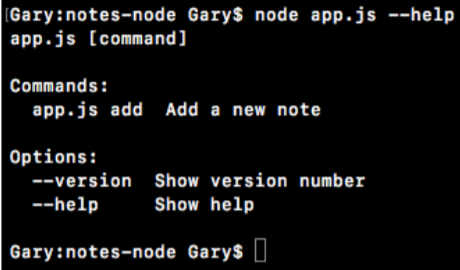 [Gary:notes-node Gary$ node app.js --help
app.js [command]
Commands:
app.js add  Add a new note
Options:
--version  Show version number
--help     Show help
Gary:notes-node Gary$